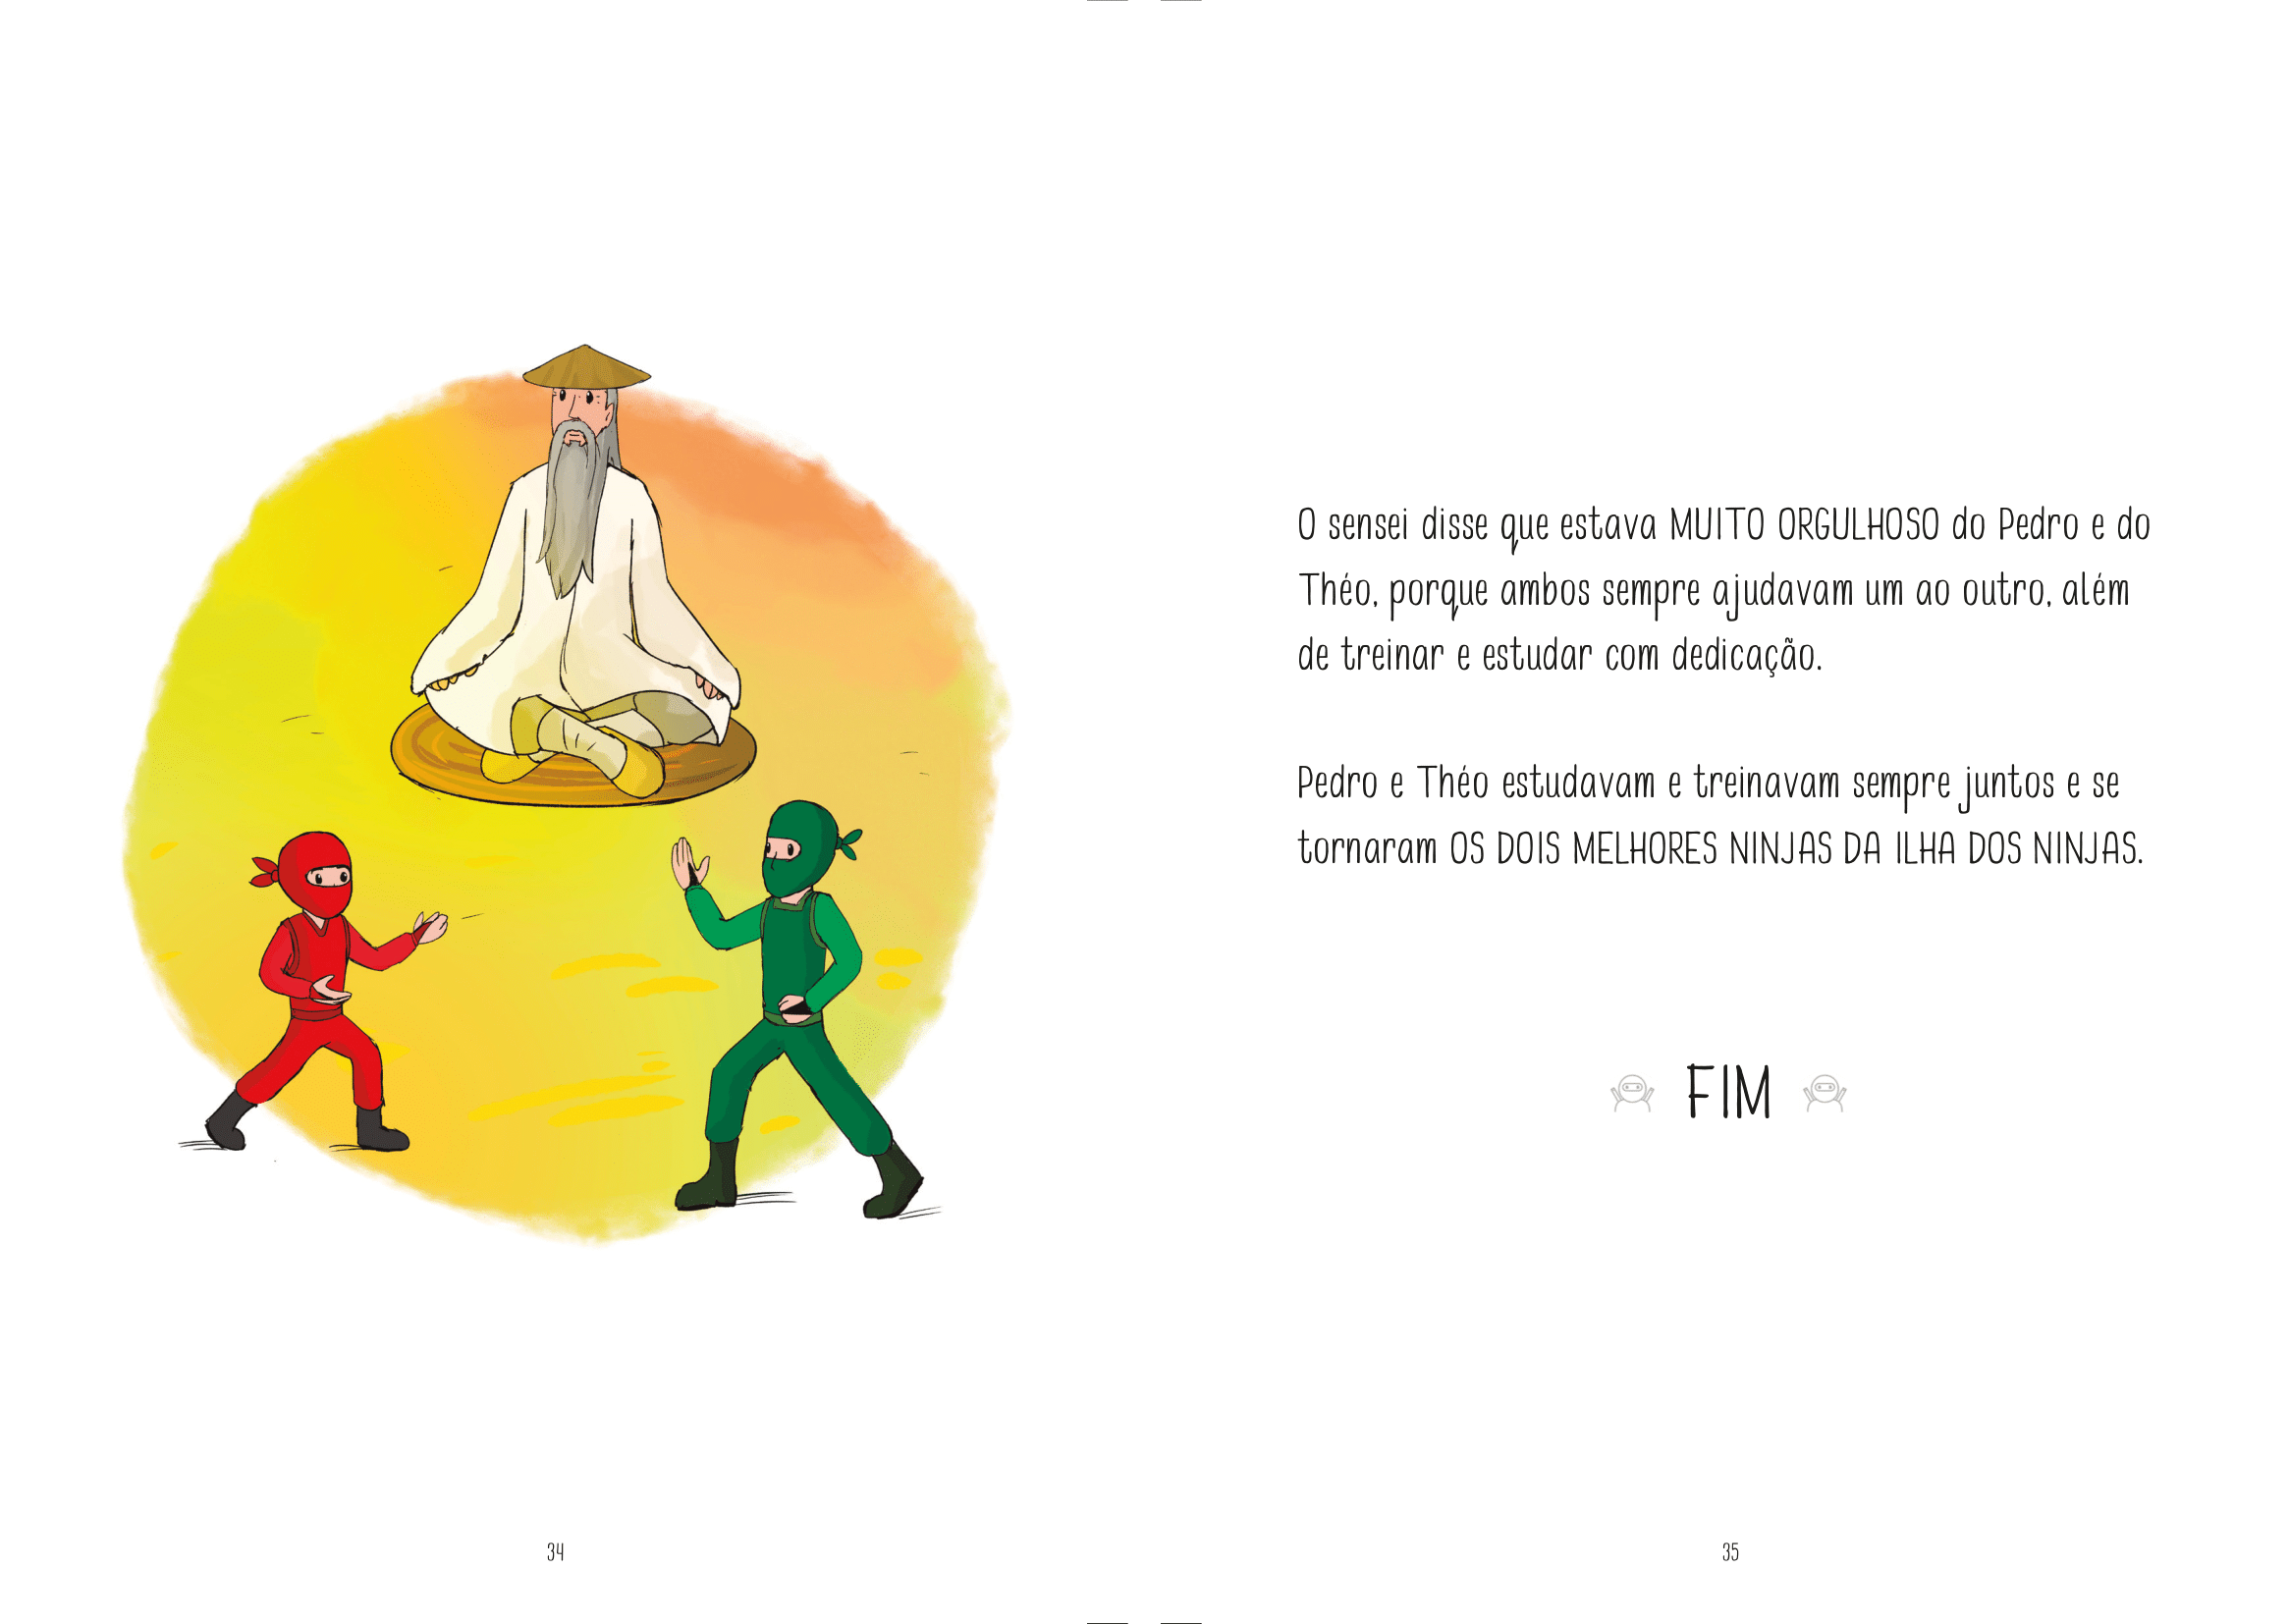 O sensei disse que estava MUITO ORGULHOSO do Pedro e do
Théo, porque ambos sempre ajudavam um ao outro, além
de treinar e estudar com dedicação.
Pedro e Théo estudavam e treinavam sempre juntos e se
tornaram OS DOIS MELHORES NINJAS DA ILHA DOS NINJAS.
FIM
34
35